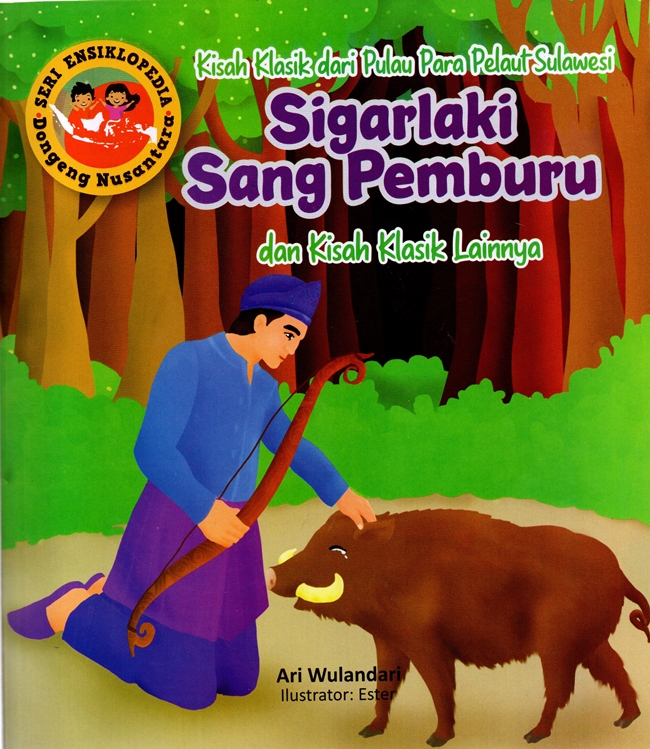 SERI ENSIKLOPEDIA
Dongeng Nusantara
Kisah Klasik dari Pulau Para Pelaut Sulawesi
Sigarlaki
Sang Pemburu
dan Kisah Klasik Lainnya
Ari Wulandari
Ilustrator: Ester